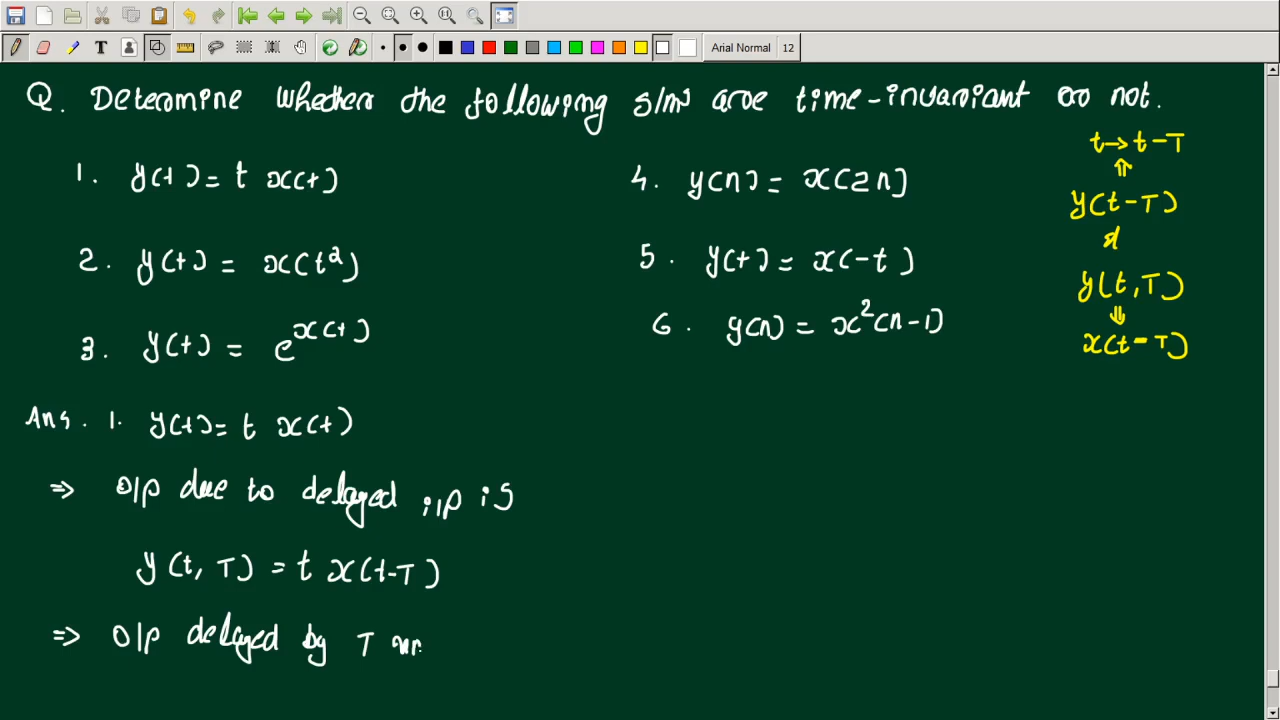 Arial Normal 12
Q. Determine whether the following s/ms are time-invariant or not.
1. y(t) = t x(t)
2. y(t) = x(t²)
3. y(t) = e^x(t)
4. y(n) = x(2n)
5. y(t) = x(-t)
6. y(n) = x²(n-1)
t → t-T
⇑
y(t-T)
y(t, T)
⇓
x(t-T)
Ans. 1. y(t) = t x(t)
⇒ O/P due to delayed i/p is
y(t, T) = t x(t-T)
⇒ O/P delayed by T